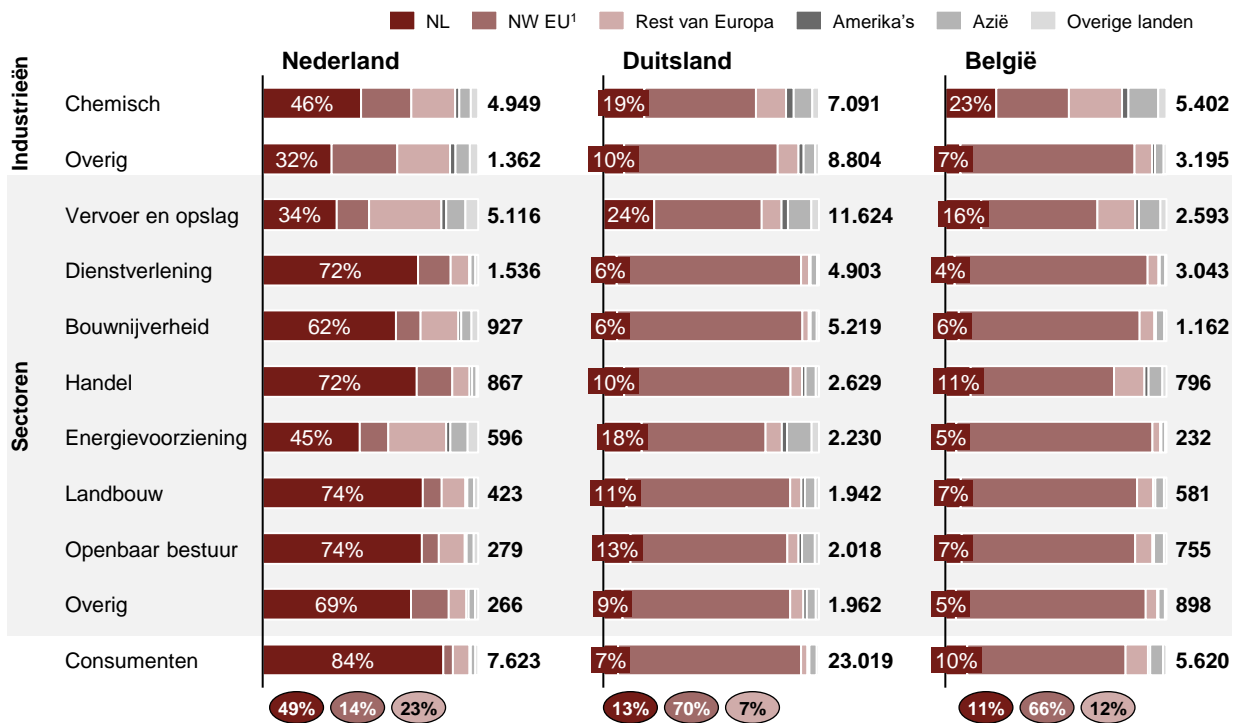 NL NW EU¹ Rest van Europa Amerika's Azië Overige landen
Nederland Duitsland België
Industrieën
Chemisch 46% 4.949 19% 7.091 23% 5.402
Overig 32% 1.362 10% 8.804 7% 3.195
Sectoren
Vervoer en opslag 34% 5.116 24% 11.624 16% 2.593
Dienstverlening 72% 1.536 6% 4.903 4% 3.043
Bouwnijverheid 62% 927 6% 5.219 6% 1.162
Handel 72% 867 10% 2.629 11% 796
Energievoorziening 45% 596 18% 2.230 5% 232
Landbouw 74% 423 11% 1.942 7% 581
Openbaar bestuur 74% 279 13% 2.018 7% 755
Overig 69% 266 9% 1.962 5% 898
Consumenten 84% 7.623 7% 23.019 10% 5.620
49% 14% 23% 13% 70% 7% 11% 66% 12%